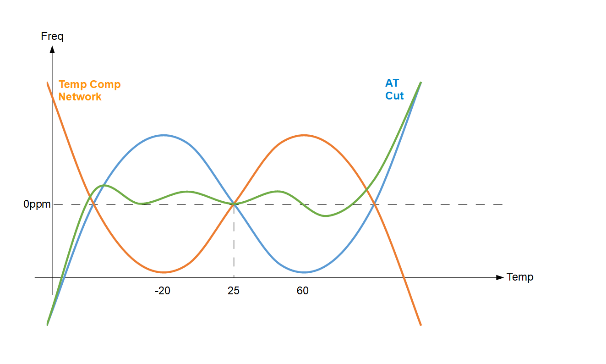 Freq
Temp Comp
Network
AT
Cut
0ppm
Temp
-20
25
60